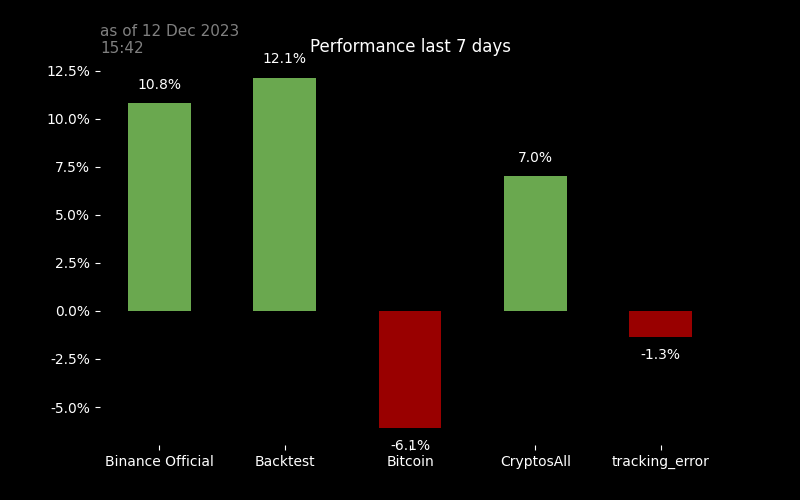 as of 12 Dec 2023
15:42
Performance last 7 days
12.5%
10.0%
7.5%
5.0%
2.5%
0.0%
-2.5%
-5.0%
10.8%
12.1%
-6.1%
7.0%
-1.3%
Binance Official
Backtest
Bitcoin
CryptosAll
tracking_error